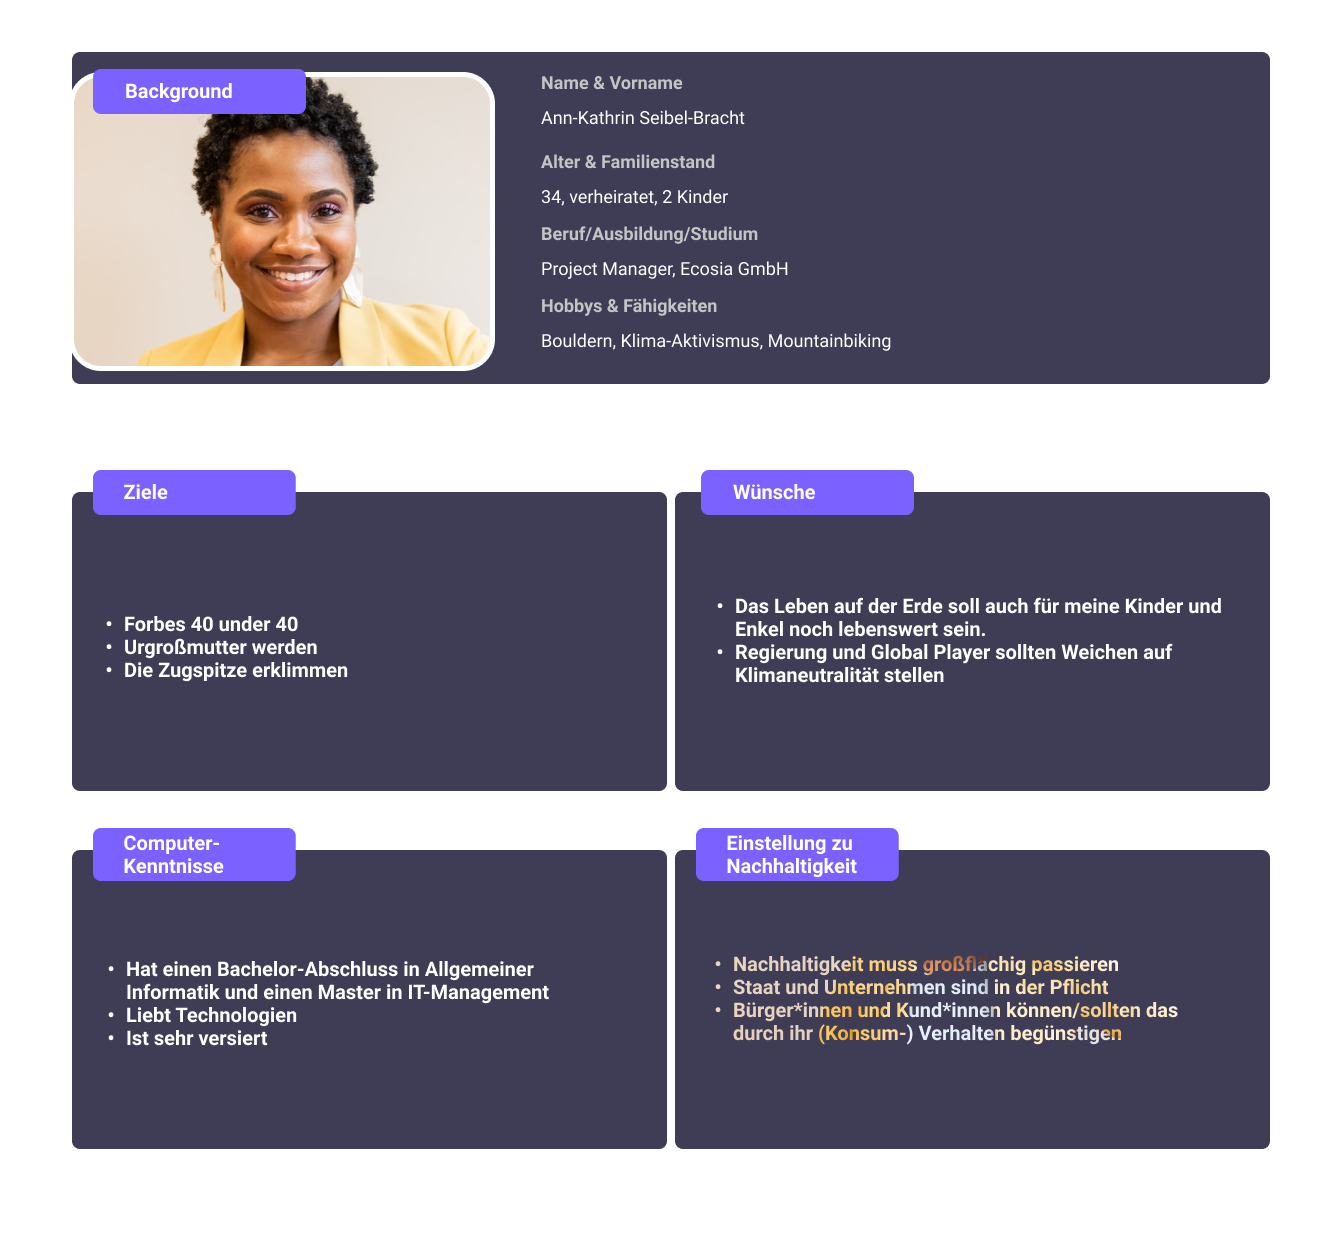 Background
Name & Vorname
Ann-Kathrin Seibel-Bracht
Alter & Familienstand
34, verheiratet, 2 Kinder
Beruf/Ausbildung/Studium
Project Manager, Ecosia GmbH
Hobbys & Fähigkeiten
Bouldern, Klima-Aktivismus, Mountainbiking
Ziele
• Forbes 40 under 40
• Urgroßmutter werden
• Die Zugspitze erklimmen
Wünsche
• Das Leben auf der Erde soll auch für meine Kinder und
Enkel noch lebenswert sein.
• Regierung und Global Player sollten Weichen auf
Klimaneutralität stellen
Computer-
Kenntnisse
• Hat einen Bachelor-Abschluss in Allgemeiner
Informatik und einen Master in IT-Management
• Liebt Technologien
• Ist sehr versiert
Einstellung zu
Nachhaltigkeit
• Nachhaltigkeit muss großflächig passieren
• Staat und Unternehmen sind in der Pflicht
• Bürger*innen und Kund*innen können/sollten das
durch ihr (Konsum-) Verhalten begünstigen